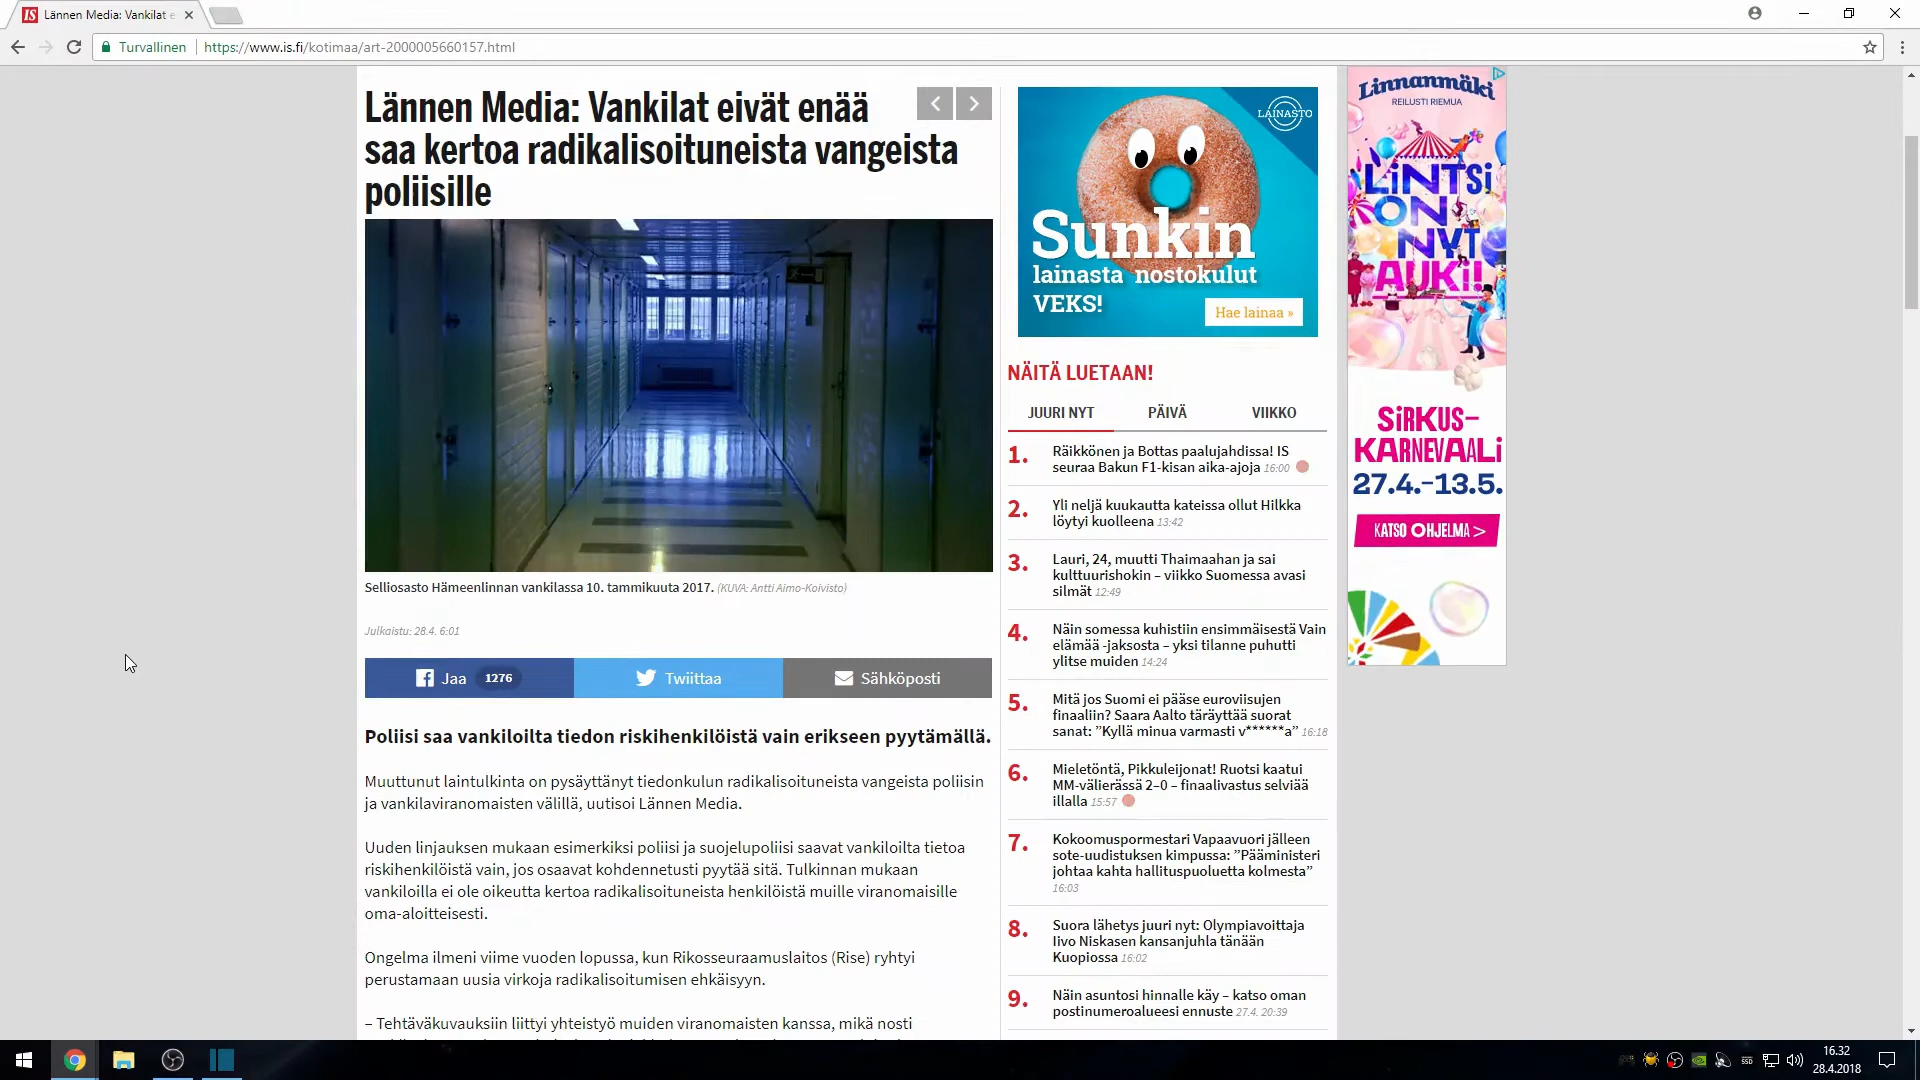 IS Lännen Media: Vankilat e
Turvallinen https://www.is.fi/kotimaa/art-2000005660157.html
Lännen Media: Vankilat eivät enää
saa kertoa radikalisoituneista vangeista
poliisille
Selliosasto Hämeenlinnan vankilassa 10. tammikuuta 2017. (KUVA: Antti Aimo-Koivisto)
Julkaistu: 28.4. 6:01
Jaa 1276
Twiittaa
Sähköposti
Poliisi saa vankiloilta tiedon riskihenkilöistä vain erikseen pyytämällä.
Muuttunut laintulkinta on pysäyttänyt tiedonkulun radikalisoituneista vangeista poliisin
ja vankilaviranomaisten välillä, uutisoi Lännen Media.
Uuden linjauksen mukaan esimerkiksi poliisi ja suojelupoliisi saavat vankiloilta tietoa
riskihenkilöistä vain, jos osaavat kohdennetusti pyytää sitä. Tulkinnan mukaan
vankiloilla ei ole oikeutta kertoa radikalisoituneista henkilöistä muille viranomaisille
oma-aloitteisesti.
Ongelma ilmeni viime vuoden lopussa, kun Rikosseuraamuslaitos (Rise) ryhtyi
perustamaan uusia virkoja radikalisoitumisen ehkäisyyn.
– Tehtäväkuvauksiin liittyi yhteistyö muiden viranomaisten kanssa, mikä nosti
LAINASTO
Sunkin
lainasta nostokulut
VEKS!
Hae lainaa »
NÄITÄ LUETAAN!
JUURI NYT PÄIVÄ VIIKKO
1. Räikkönen ja Bottas paalujahdissa! IS
seuraa Bakun F1-kisan aika-ajoja 16:00
2. Yli neljä kuukautta kateissa ollut Hilkka
löytyi kuolleena 13:42
3. Lauri, 24, muutti Thaimaahan ja sai
kulttuurishokin – viikko Suomessa avasi
silmät 12:49
4. Näin somessa kuhistiin ensimmäisestä Vain
elämää -jaksosta – yksi tilanne puhutti
ylitse muiden 14:24
5. Mitä jos Suomi ei pääse euroviisujen
finaaliin? Saara Aalto täräyttää suorat
sanat: ”Kyllä minua varmasti v******a” 16:18
6. Mieletöntä, Pikkuleijonat! Ruotsi kaatui
MM-välierässä 2–0 – finaalivastus selviää
illalla 15:57
7. Kokoomuspormestari Vapaavuori jälleen
sote-uudistuksen kimpussa: ”Pääministeri
johtaa kahta hallituspuoluetta kolmesta”
16:03
8. Suora lähetys juuri nyt: Olympiavoittaja
Iivo Niskasen kansanjuhla tänään
Kuopiossa 16:02
9. Näin asuntosi hinnalle käy – katso oman
postinumeroalueesi ennuste 27.4. 20:39
Linnanmäki
REILUSTI RIEMUA
LINTSI
ON
NYT
AUKI!
SIRKUS–
KARNEVAALI
27.4.–13.5.
KATSO OHJELMA >
SSD
16.32
28.4.2018